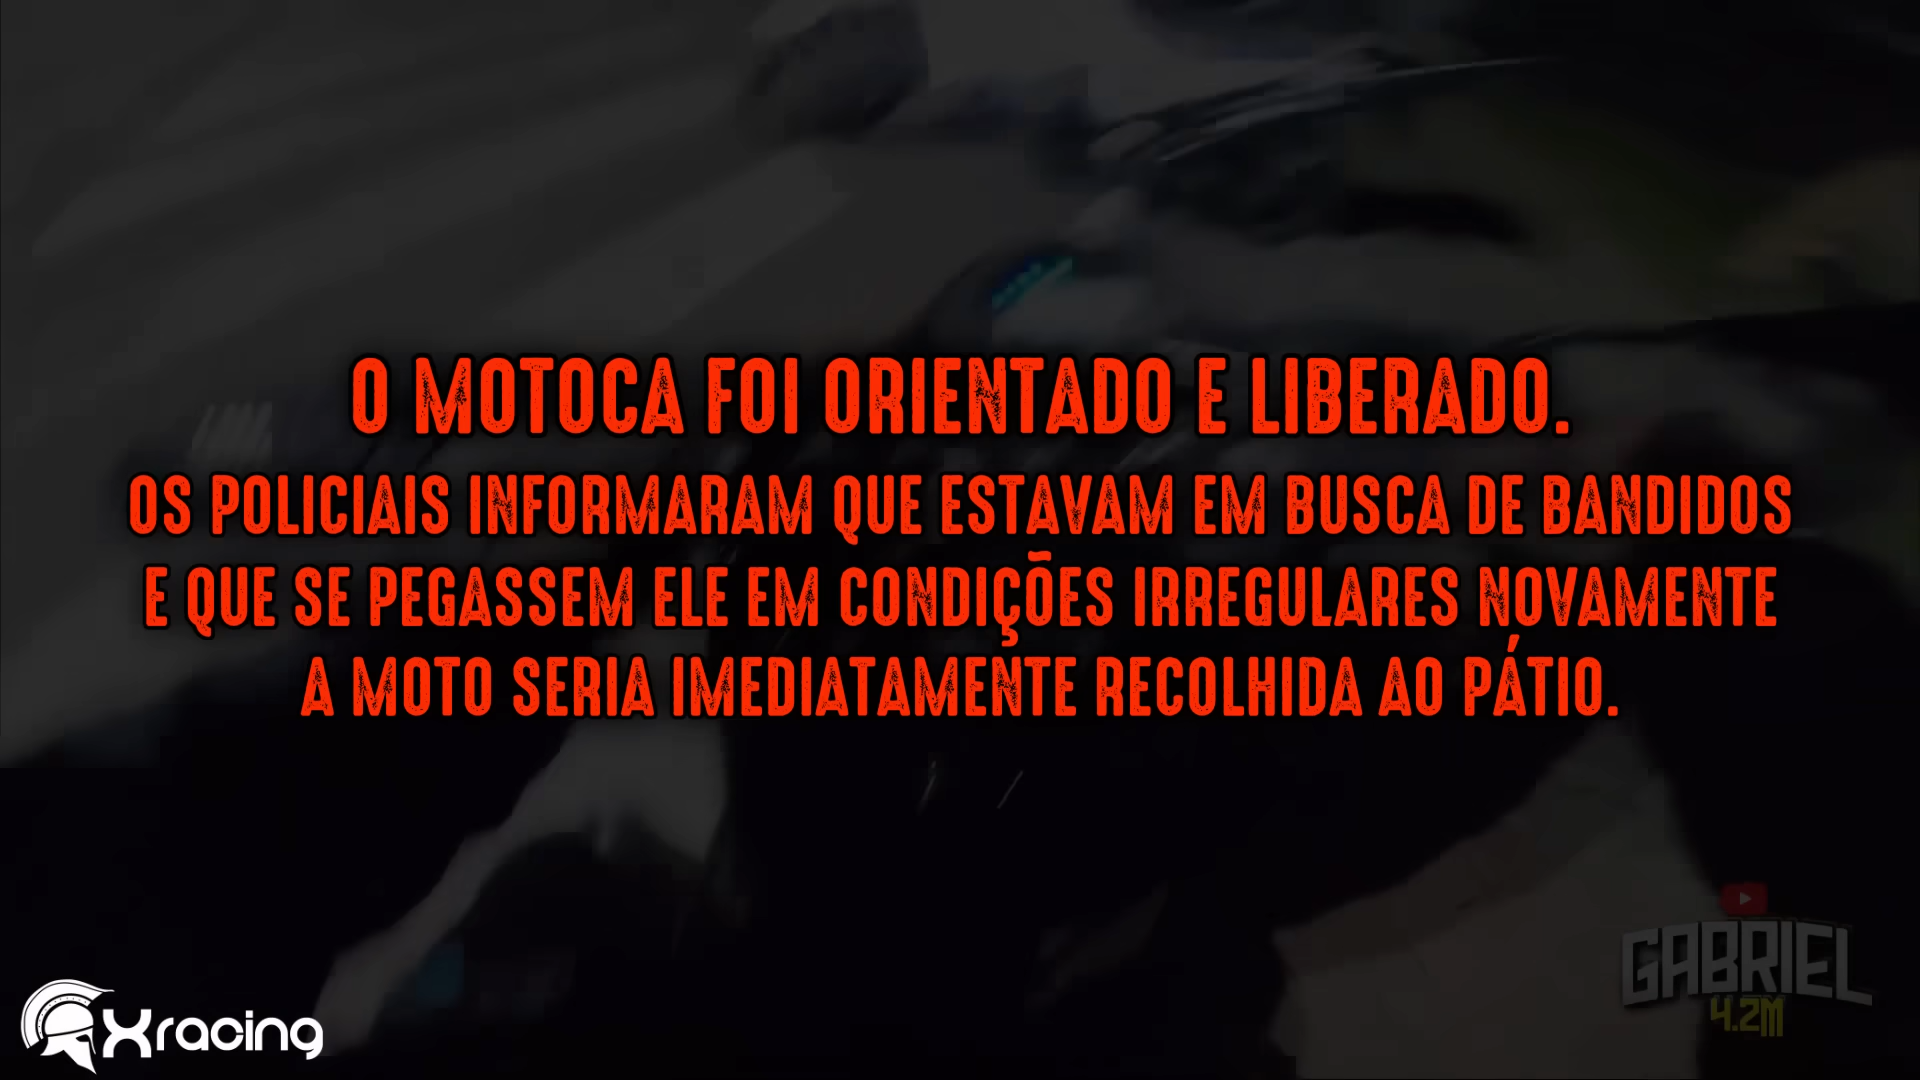 O MOTOCA FOI ORIENTADO E LIBERADO.
OS POLICIAIS INFORMARAM QUE ESTAVAM EM BUSCA DE BANDIDOS
E QUE SE PEGASSEM ELE EM CONDIÇÕES IRREGULARES NOVAMENTE
A MOTO SERIA IMEDIATAMENTE RECOLHIDA AO PÁTIO.
GABRIEL
4.2M
Xracing